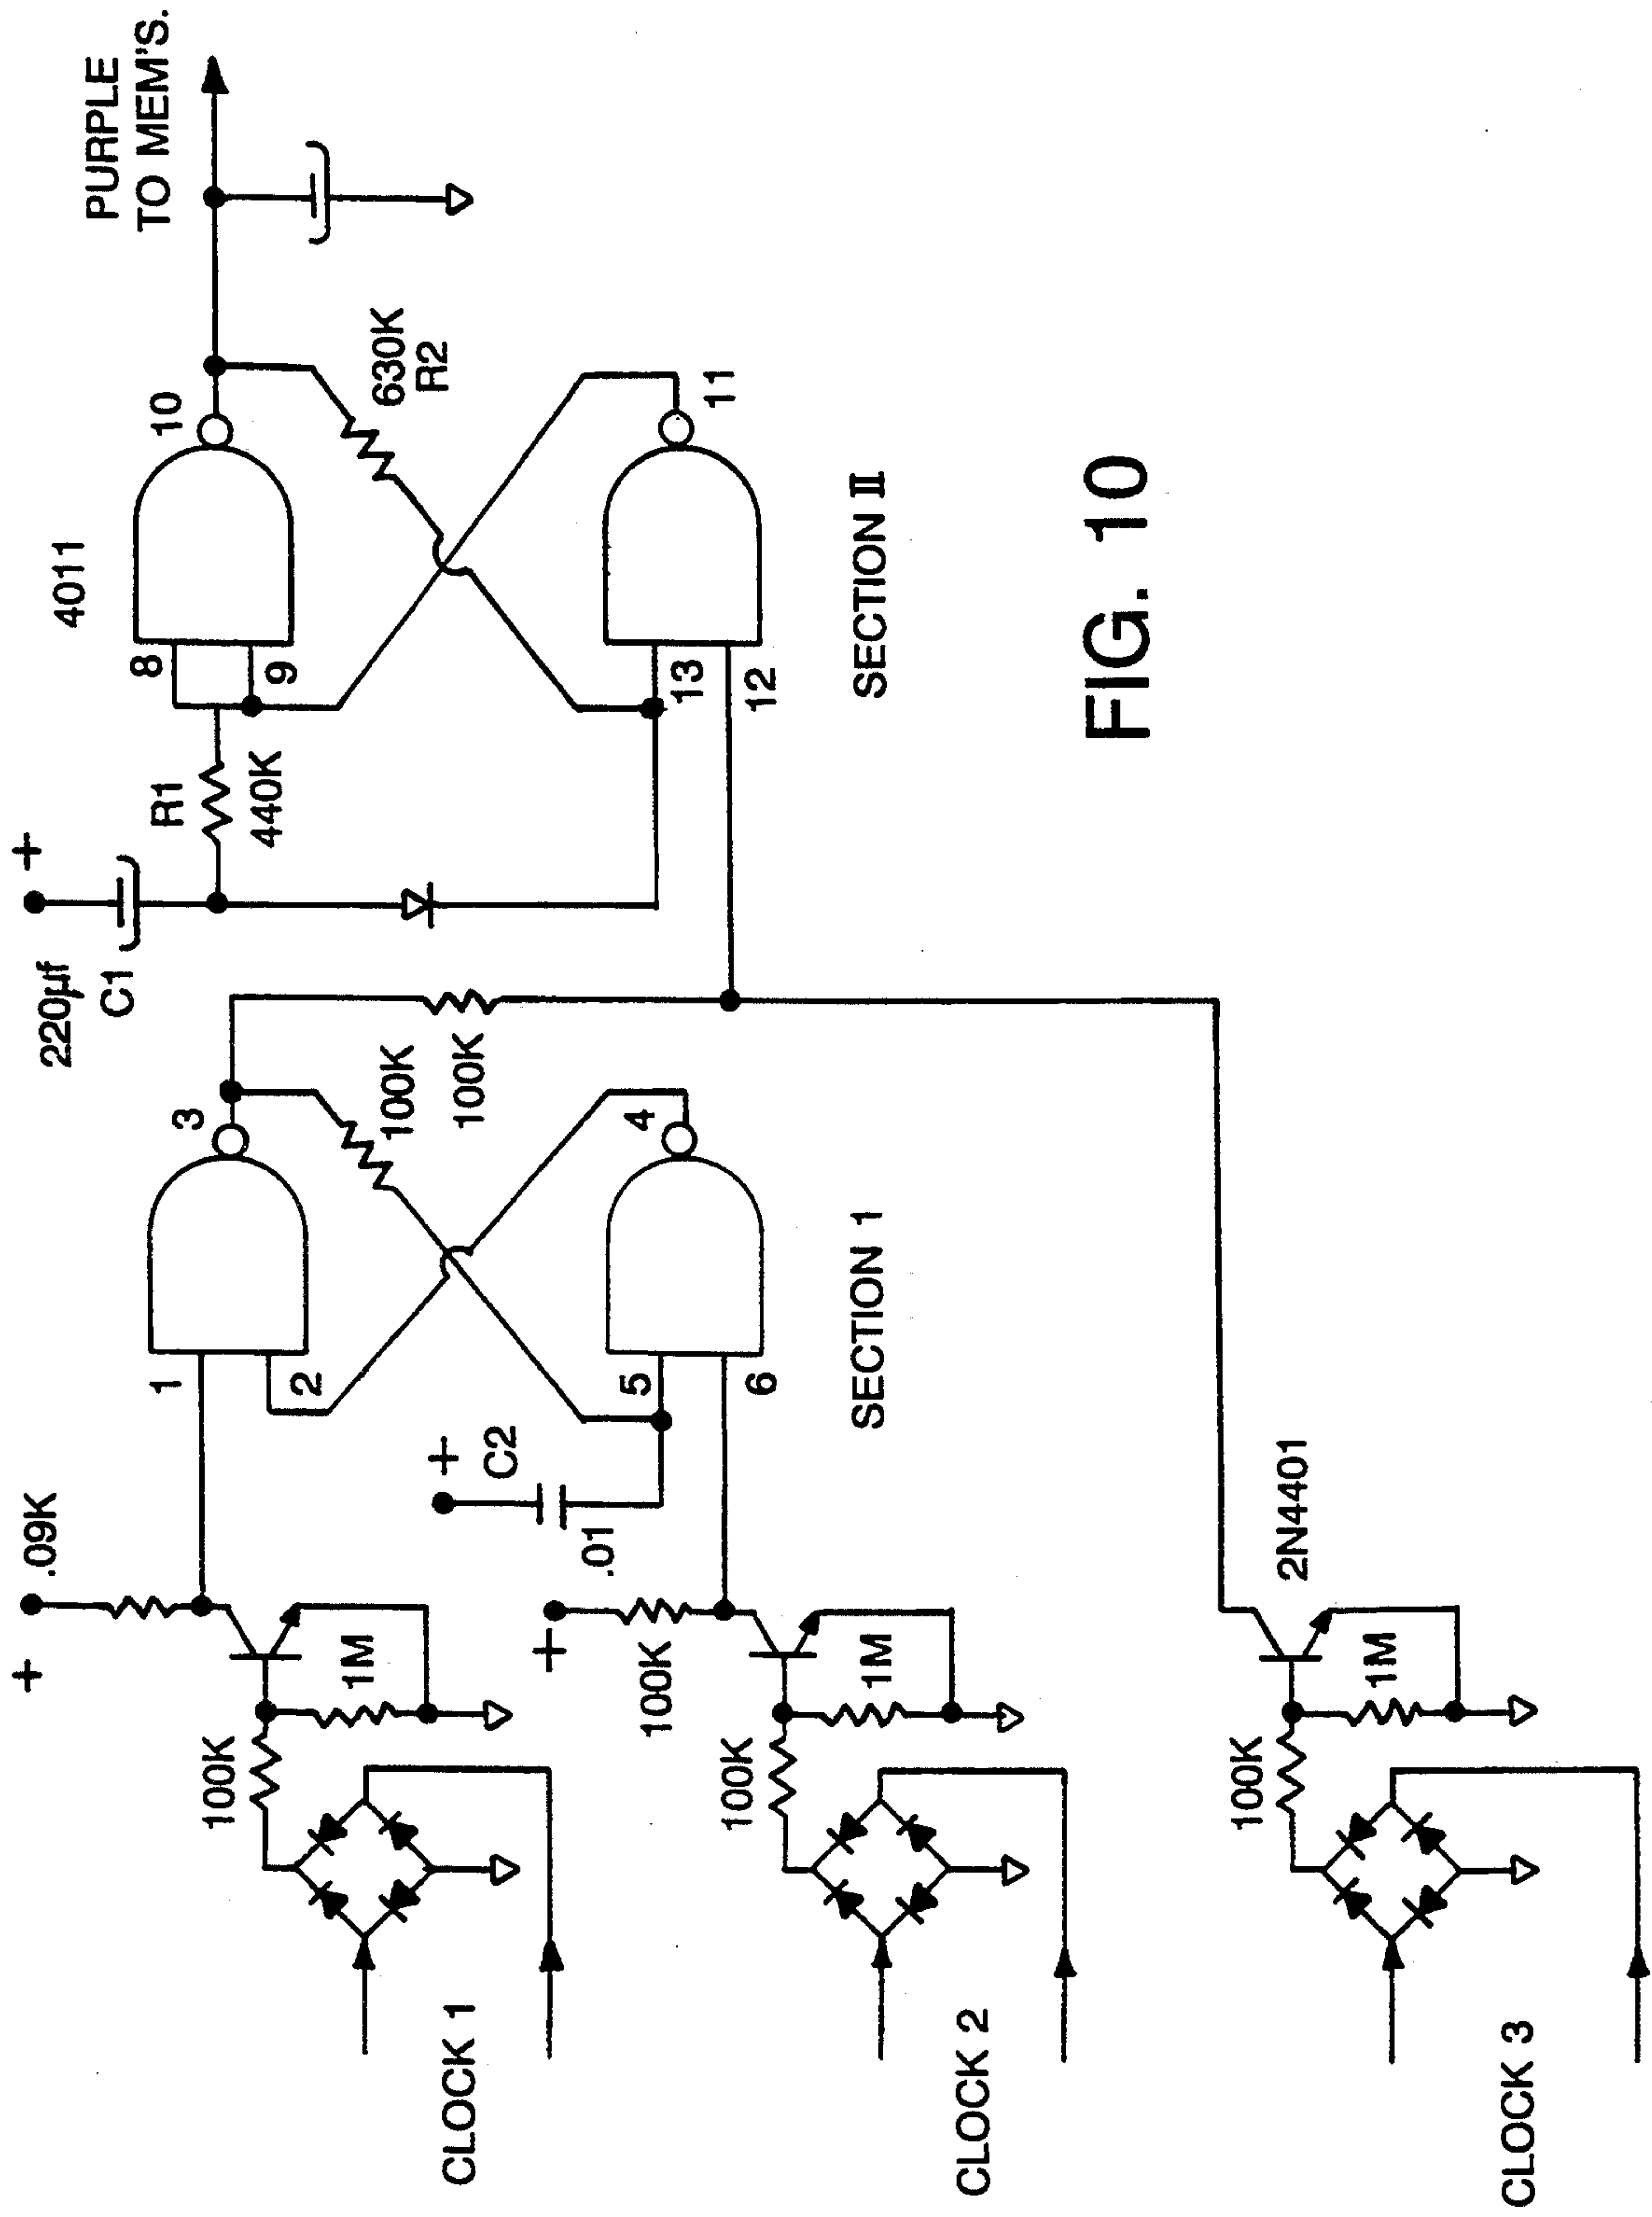 PURPLE
TO MEM'S.
4011
8
9
10
630K
R2
+
R1
440K
220µf
C1
13
12
11
SECTION II
3
100K
100K
1
2
4
+
C2
.01
5
6
SECTION 1
+
.09K
1M
100K
CLOCK 1
+
100K
1M
100K
CLOCK 2
2N4401
1M
100K
CLOCK 3
FIG. 10